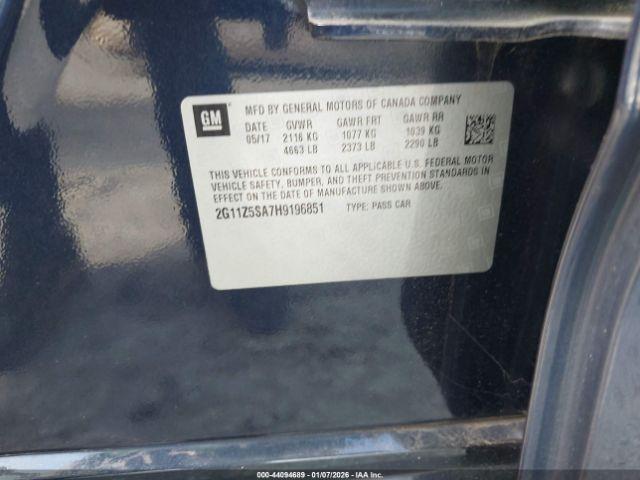 GM
MFD BY GENERAL MOTORS OF CANADA COMPANY
DATE GVWR GAWR FRT GAWR RR
05/17 2116 KG 1077 KG 1039 KG
4663 LB 2373 LB 2290 LB
THIS VEHICLE CONFORMS TO ALL APPLICABLE U.S. FEDERAL MOTOR
VEHICLE SAFETY, BUMPER, AND THEFT PREVENTION STANDARDS IN
EFFECT ON THE DATE OF MANUFACTURE SHOWN ABOVE.
2G11Z5SA7H9196851 TYPE: PASS CAR
000-44094689 - 01/07/2026 - IAA Inc.